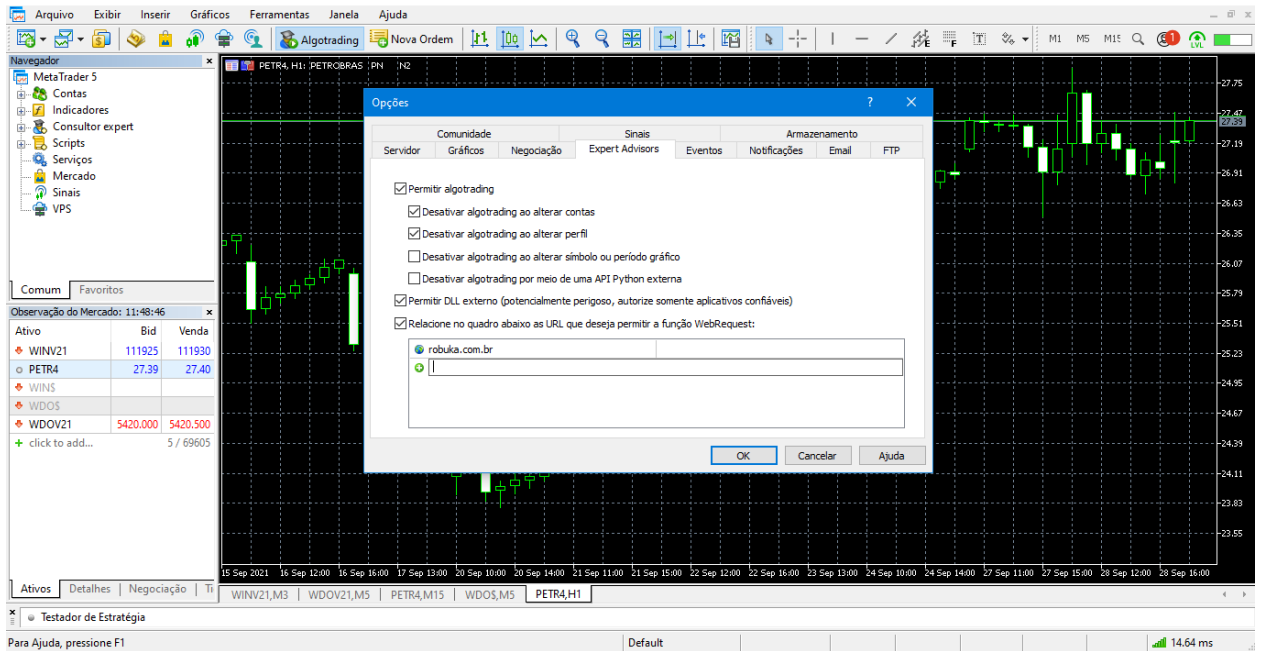 Arquivo Exibir Inserir Gráficos Ferramentas Janela Ajuda
Algotrading Nova Ordem M1 M5 1 LVL
Navegador
MetaTrader 5
Contas
Indicadores
Consultor expert
Scripts
Serviços
Mercado
Sinais
VPS
Comum Favoritos
Observação do Mercado: 11:48:46
Ativo Bid Venda
WINV21 111925 111930
PETR4 27.39 27.40
WIN$
WDO$
WDOV21 5420.000 5420.500
click to add... 5 / 69605
Ativos Detalhes Negociação
PETR4, H1: PETROBRAS PN N2
Opções
Comunidade Sinais Armazenamento
Servidor Gráficos Negociação Expert Advisors Eventos Notificações Email FTP
Permitir algotrading
Desativar algotrading ao alterar contas
Desativar algotrading ao alterar perfil
Desativar algotrading ao alterar símbolo ou período gráfico
Desativar algotrading por meio de uma API Python externa
Permitir DLL externo (potencialmente perigoso, autorize somente aplicativos confiáveis)
Relacione no quadro abaixo as URL que deseja permitir a função WebRequest:
robuka.com.br
OK Cancelar Ajuda
27.75
27.47
27.39
27.19
26.91
26.63
26.35
26.07
25.79
25.51
25.23
24.95
24.67
24.39
24.11
23.83
23.55
15 Sep 2021 16 Sep 12:00 16 Sep 16:00 17 Sep 13:00 20 Sep 10:00 20 Sep 14:00 21 Sep 11:00 21 Sep 15:00 22 Sep 12:00 22 Sep 16:00 23 Sep 13:00 24 Sep 10:00 24 Sep 14:00 27 Sep 11:00 27 Sep 15:00 28 Sep 12:00 28 Sep 16:00
WINV21,M3 WDOV21,M5 PETR4,M15 WDO$,M5 PETR4,H1
Testador de Estratégia
Para Ajuda, pressione F1 Default 14.64 ms